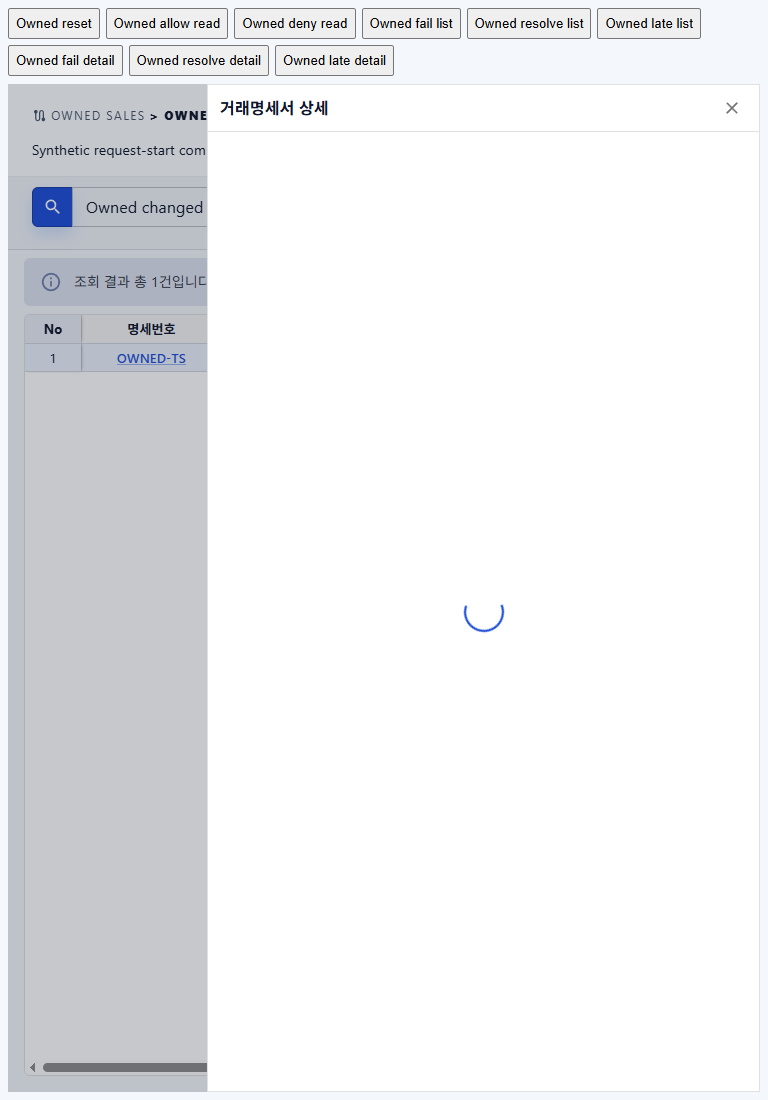 Owned reset Owned allow read Owned deny read Owned fail list Owned resolve list Owned late list
Owned fail detail Owned resolve detail Owned late detail
OWNED SALES > OWNE
거래명세서 상세
Synthetic request-start com
Owned changed
조회 결과 총 1건입니다
No 명세번호
1 OWNED-TS